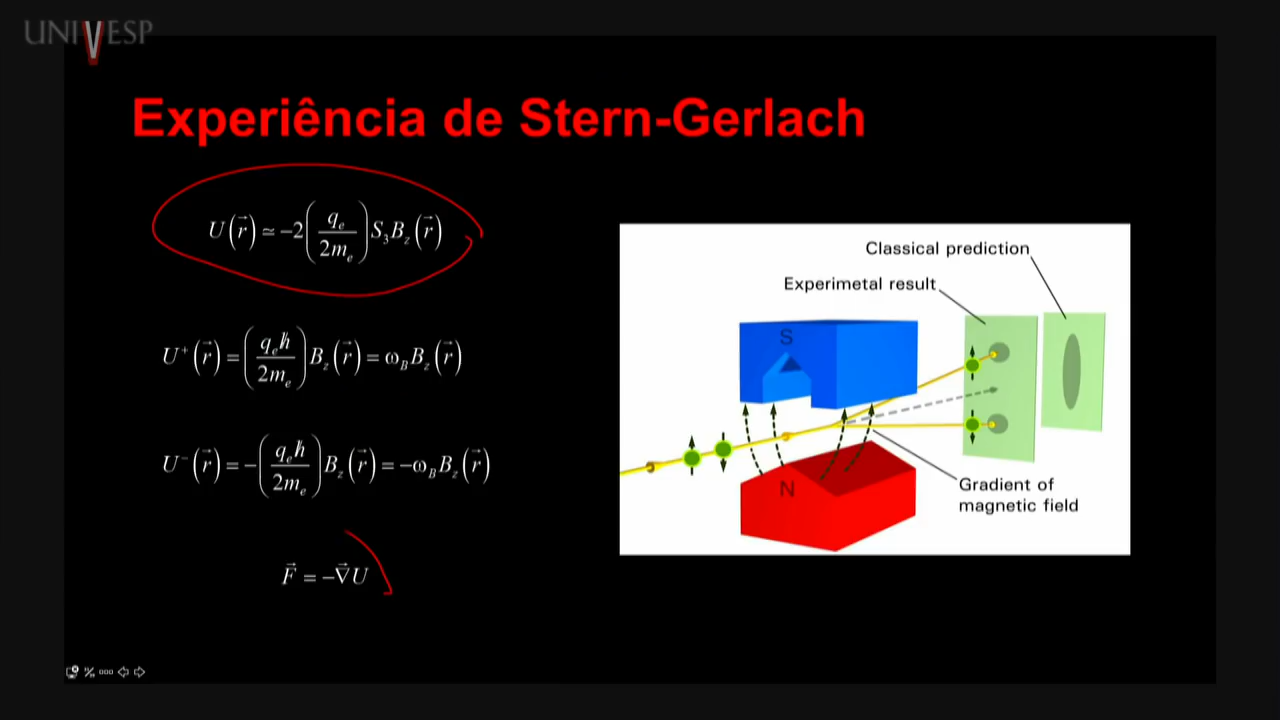 UNIVESP
Experiência de Stern-Gerlach
U(r⃗) ≃ −2(qₑ/2mₑ)S₃B_z(r⃗)
U⁺(r⃗) = (qₑħ/2mₑ)B_z(r⃗) = ω_B B_z(r⃗)
U⁻(r⃗) = −(qₑħ/2mₑ)B_z(r⃗) = −ω_B B_z(r⃗)
F⃗ = −∇⃗U
Classical prediction
Experimetal result
S
N
Gradient of
magnetic field